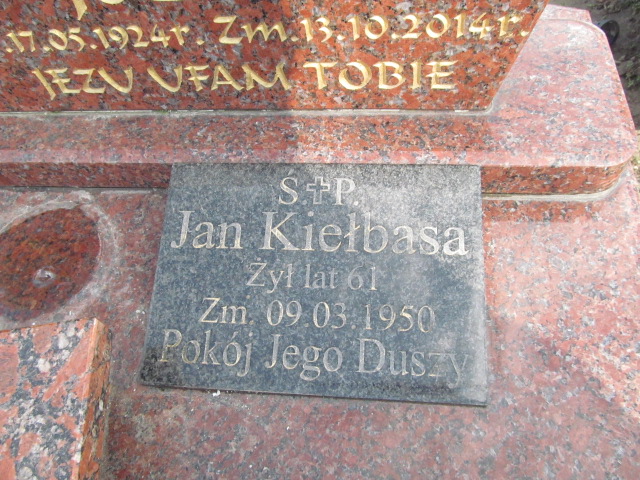 17.05.1924r. Zm.13.10.2014r.
JEZU UFAM TOBIE
Ś.✝P.
Jan Kiełbasa
Żył lat 61
Zm. 09.03.1950
Pokój Jego Duszy